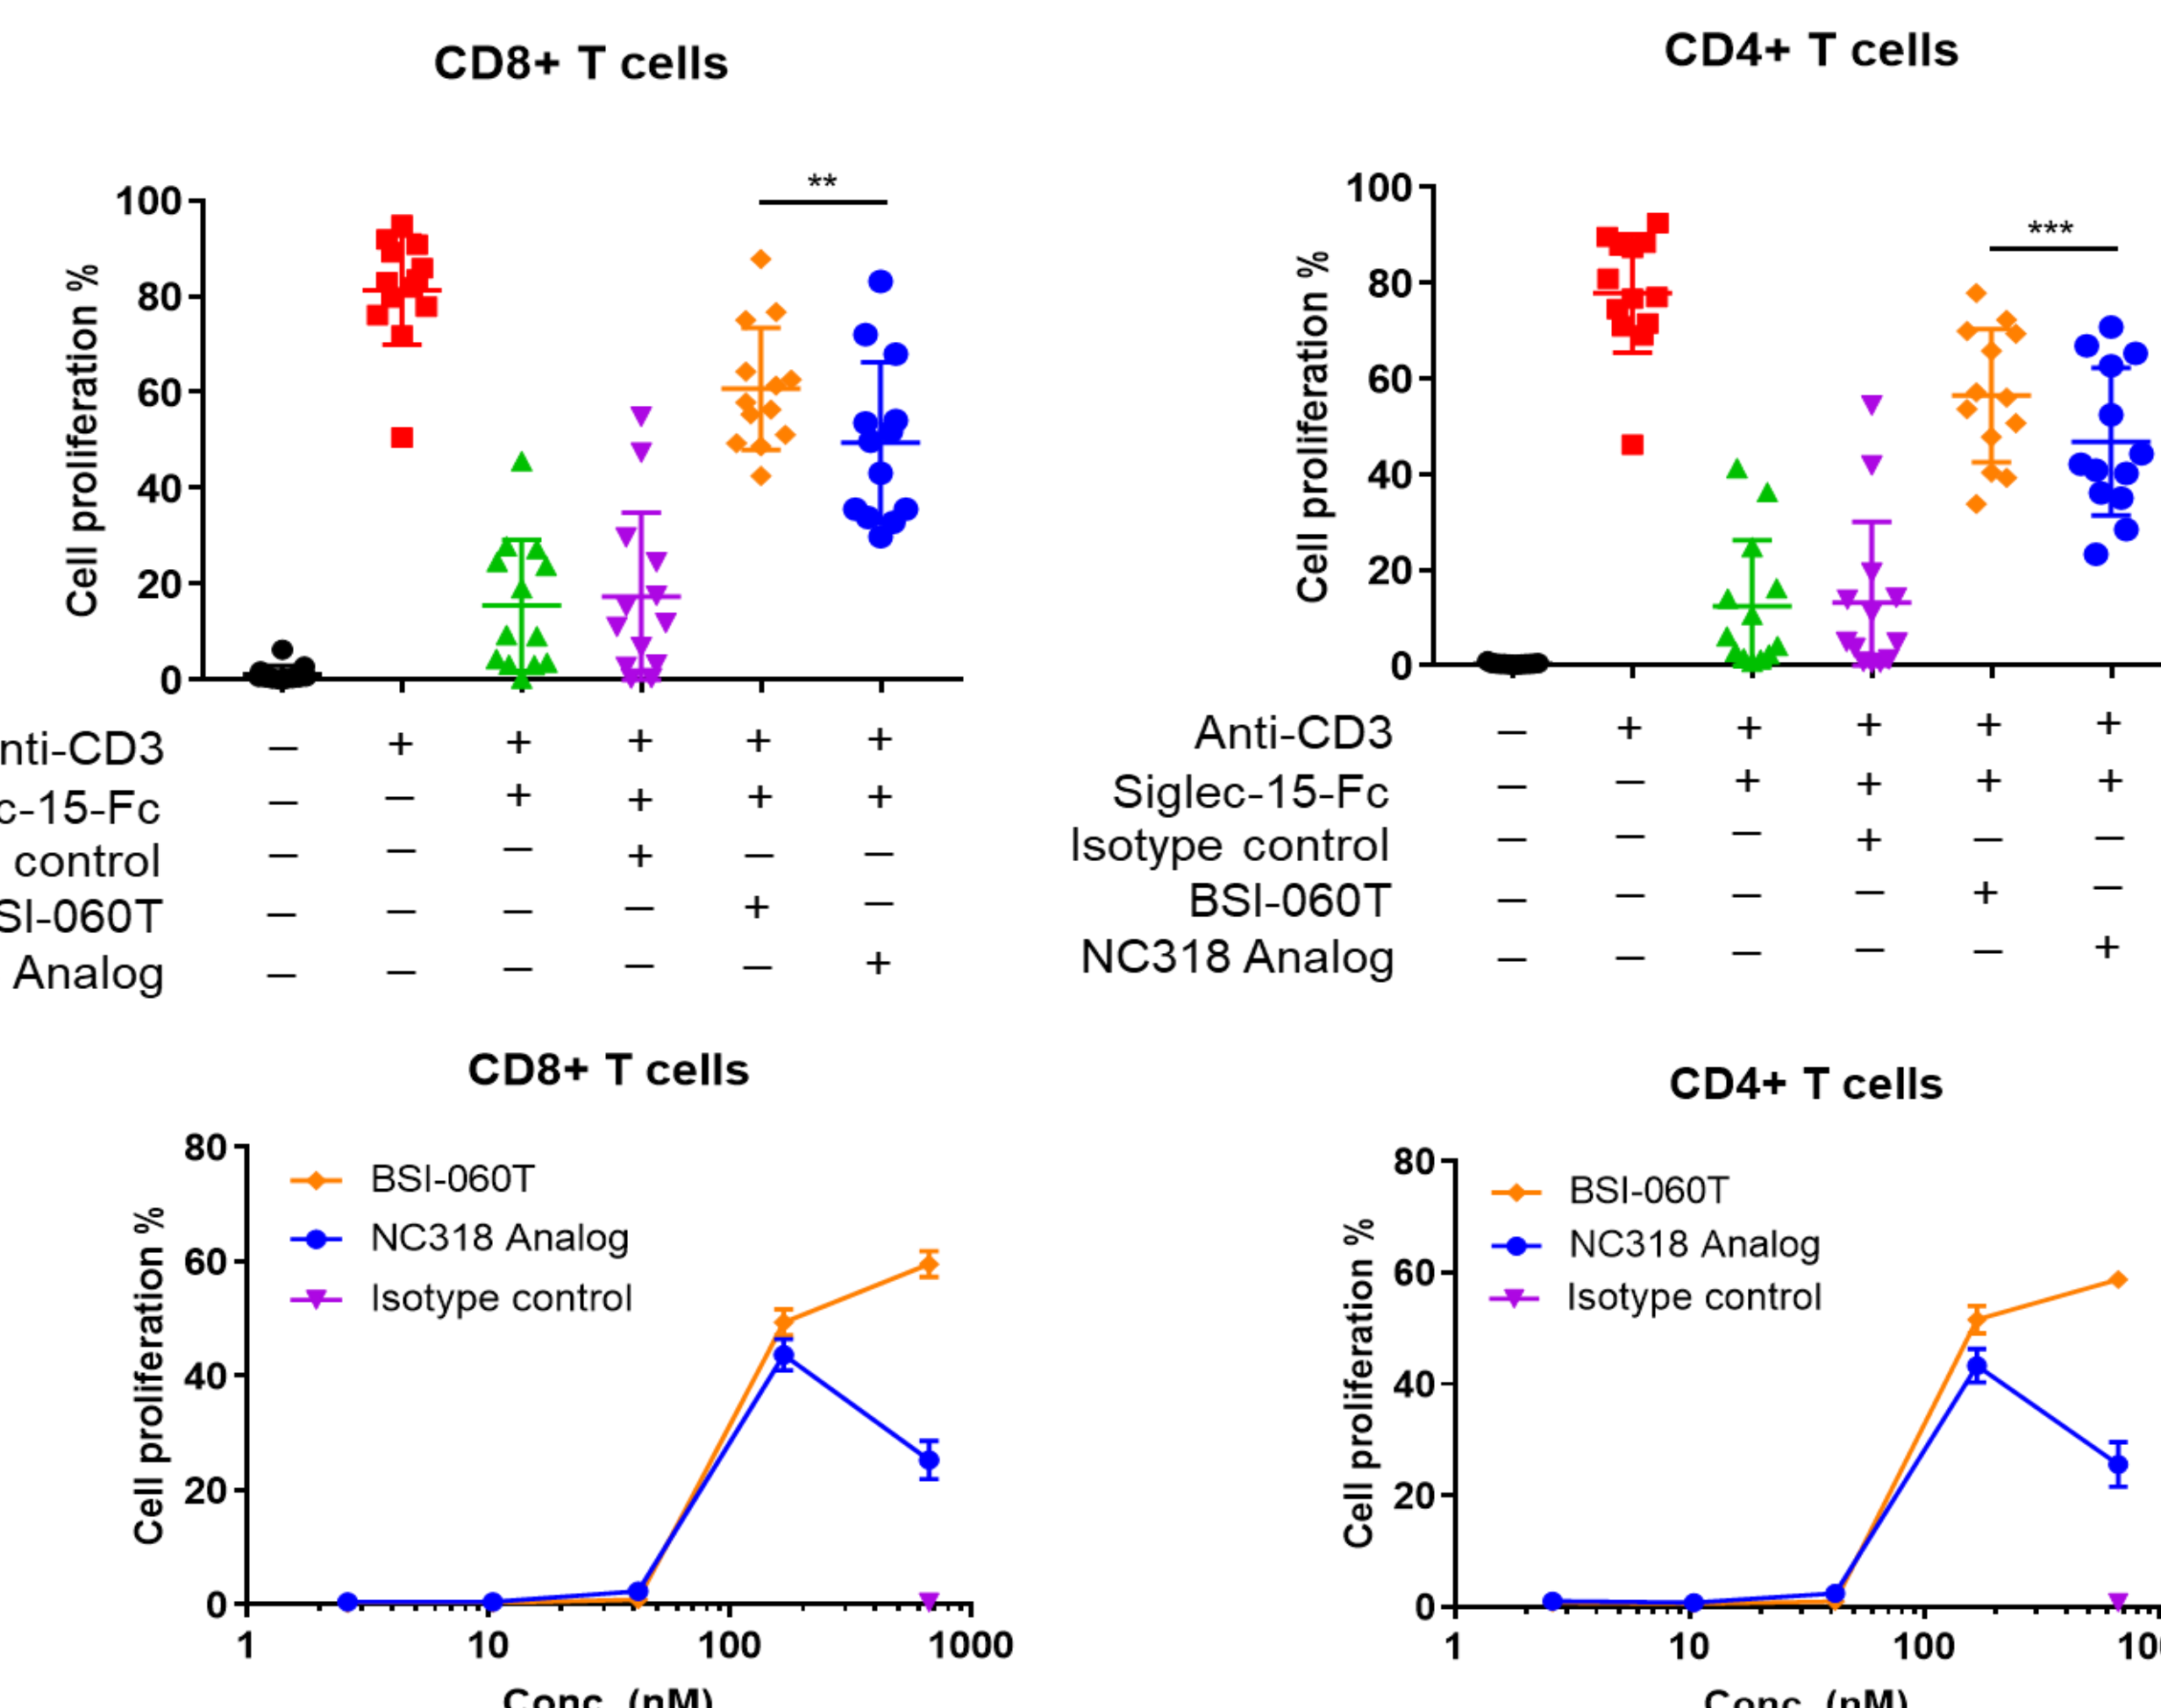 CD8+ T cells
**
100
80
60
40
20
0
Cell proliferation %
nti-CD3 – + + + + +
c-15-Fc – – + + + +
control – – – + – –
SI-060T – – – – + –
Analog – – – – – +
CD4+ T cells
***
100
80
60
40
20
0
Cell proliferation %
Anti-CD3 – + + + + +
Siglec-15-Fc – – + + + +
Isotype control – – – + – –
BSI-060T – – – – + –
NC318 Analog – – – – – +
CD8+ T cells
80
60
40
20
0
Cell proliferation %
BSI-060T
NC318 Analog
Isotype control
1 10 100 1000
Conc. (nM)
CD4+ T cells
80
60
40
20
0
Cell proliferation %
BSI-060T
NC318 Analog
Isotype control
1 10 100
Conc. (nM)